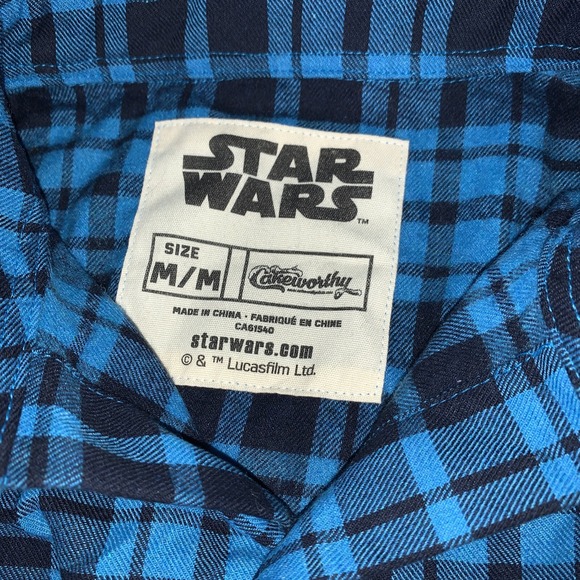 STAR
WARS™
SIZE
M/M
Cakeworthy
MADE IN CHINA · FABRIQUÉ EN CHINE
CA61540
starwars.com
© & ™ Lucasfilm Ltd.